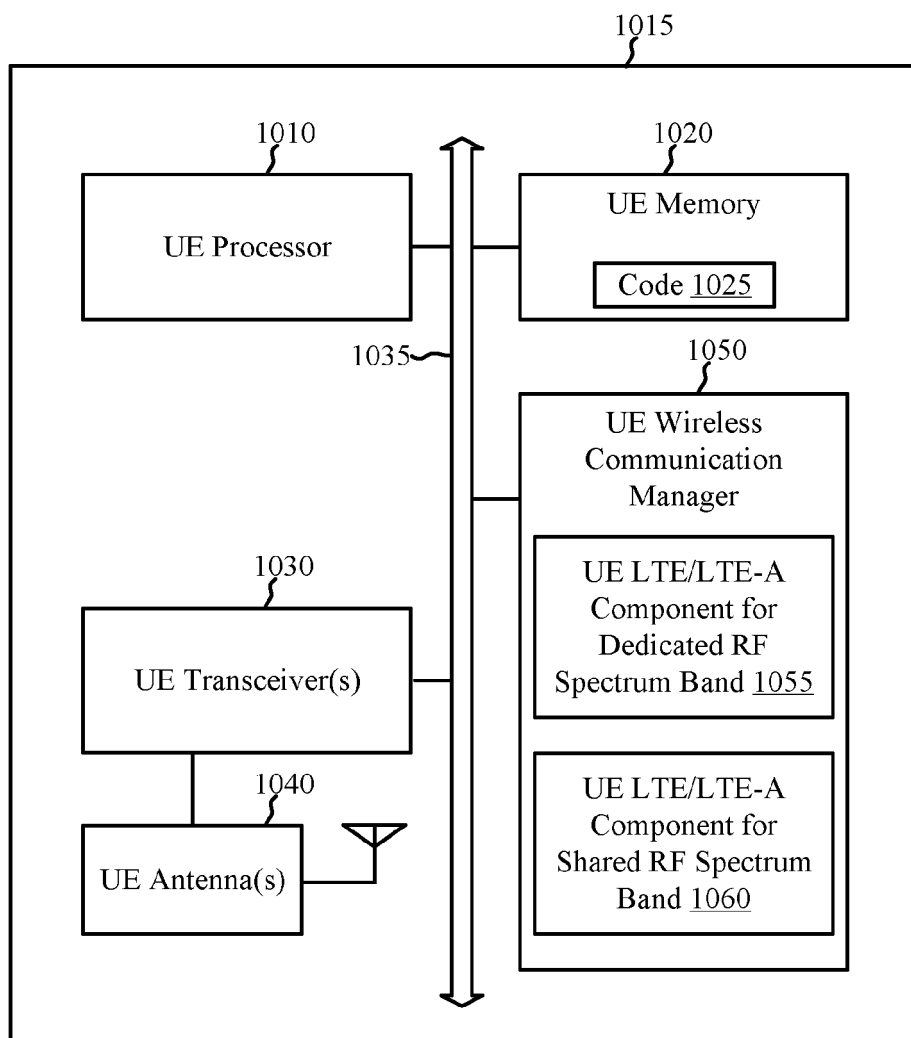 1015
1010
UE Processor
1020
UE Memory
Code 1025
1035
1050
UE Wireless
Communication
Manager
UE LTE/LTE-A
Component for
Dedicated RF
Spectrum Band 1055
1030
UE Transceiver(s)
1040
UE Antenna(s)
UE LTE/LTE-A
Component for
Shared RF Spectrum
Band 1060